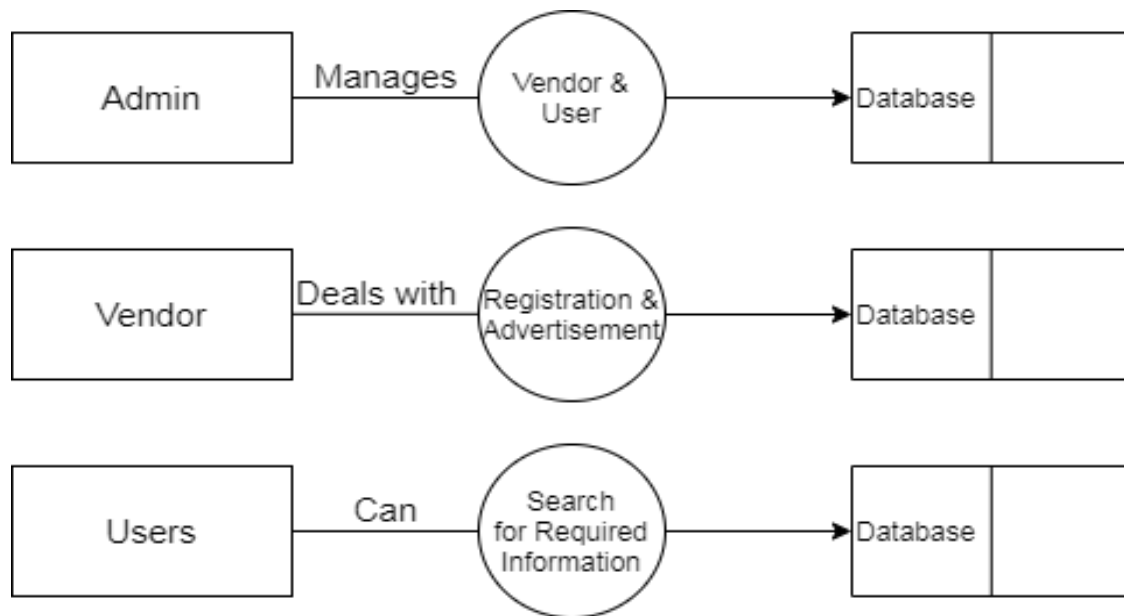 Admin
Manages
Vendor &
User
Database
Vendor
Deals with
Registration &
Advertisement
Database
Users
Can
Search
for Required
Information
Database